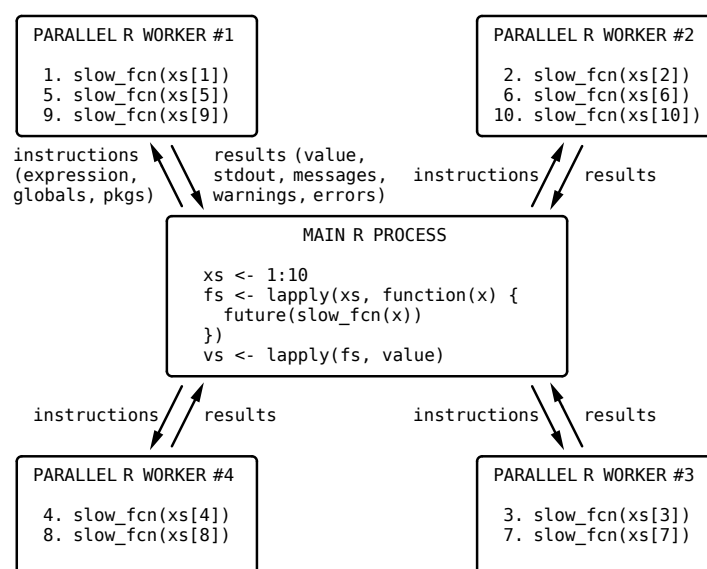 PARALLEL R WORKER #1
1. slow_fcn(xs[1])
5. slow_fcn(xs[5])
9. slow_fcn(xs[9])
PARALLEL R WORKER #2
2. slow_fcn(xs[2])
6. slow_fcn(xs[6])
10. slow_fcn(xs[10])
instructions
(expression,
globals, pkgs)
results (value,
stdout, messages,
warnings, errors)
instructions
results
MAIN R PROCESS
xs <- 1:10
fs <- lapply(xs, function(x) {
future(slow_fcn(x))
})
vs <- lapply(fs, value)
instructions
results
instructions
results
PARALLEL R WORKER #4
4. slow_fcn(xs[4])
8. slow_fcn(xs[8])
PARALLEL R WORKER #3
3. slow_fcn(xs[3])
7. slow_fcn(xs[7])